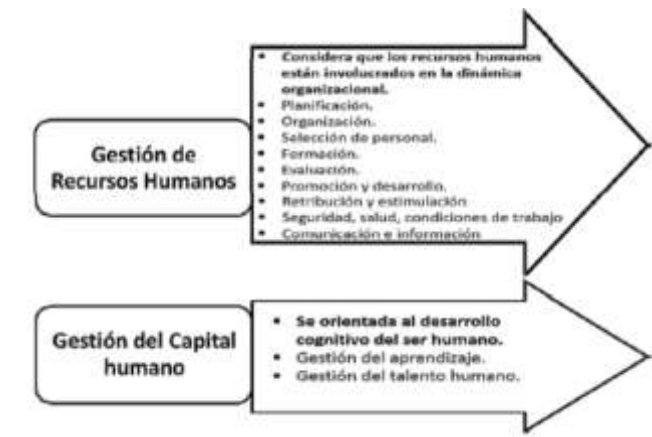 Gestión de
Recursos Humanos
• Considera que los recursos humanos
están involucrados en la dinámica
organizacional.
• Planificación.
• Organización.
• Selección de personal.
• Formación.
• Evaluación.
• Promoción y desarrollo.
• Retribución y estimulación
• Seguridad, salud, condiciones de trabajo
• Comunicación e información
Gestión del Capital
humano
• Se orientada al desarrollo
cognitivo del ser humano.
• Gestión del aprendizaje.
• Gestión del talento humano.